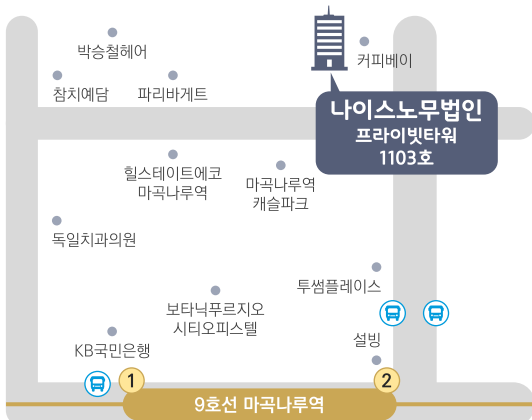 박승철헤어
커피베이
참치예담
파리바게트
나이스노무법인
프라이빗타워
1103호
힐스테이트에코
마곡나루역
마곡나루역
캐슬파크
독일치과의원
투썸플레이스
보타닉푸르지오
시티오피스텔
설빙
KB국민은행
1
2
9호선 마곡나루역